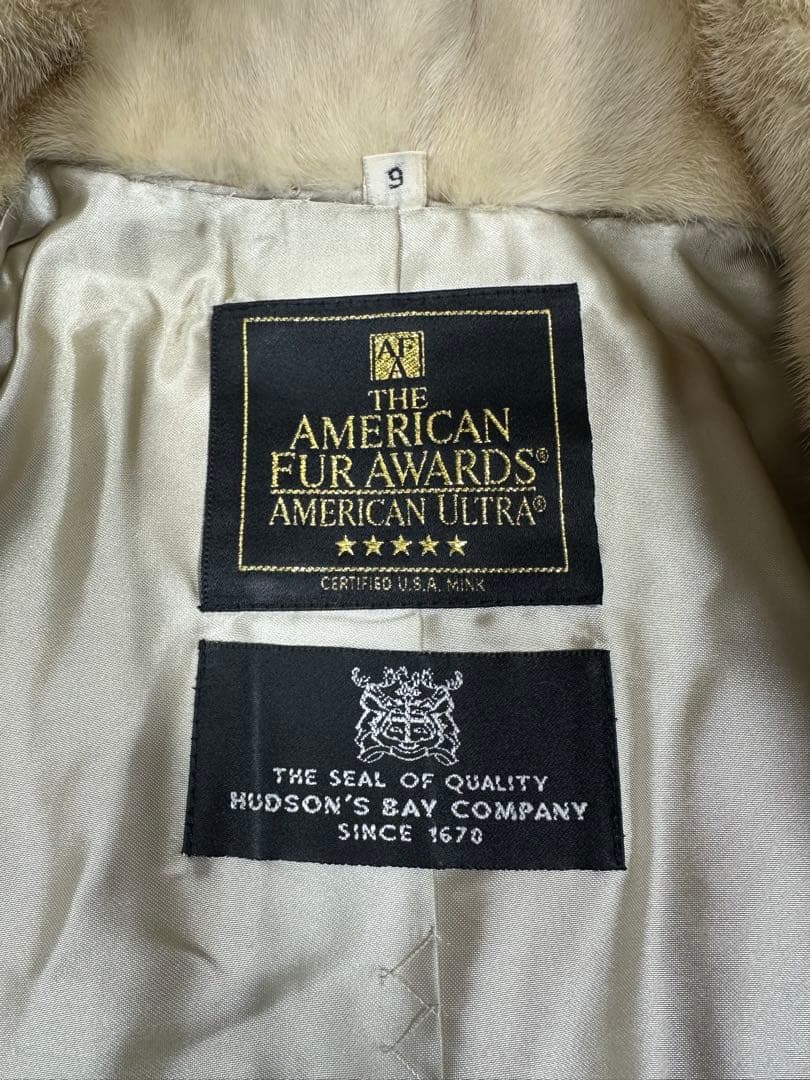 9
AFA
THE
AMERICAN
FUR AWARDS®
AMERICAN ULTRA®
★★★★★
CERTIFIED U.S.A. MINK
THE SEAL OF QUALITY
HUDSON'S BAY COMPANY
SINCE 1670